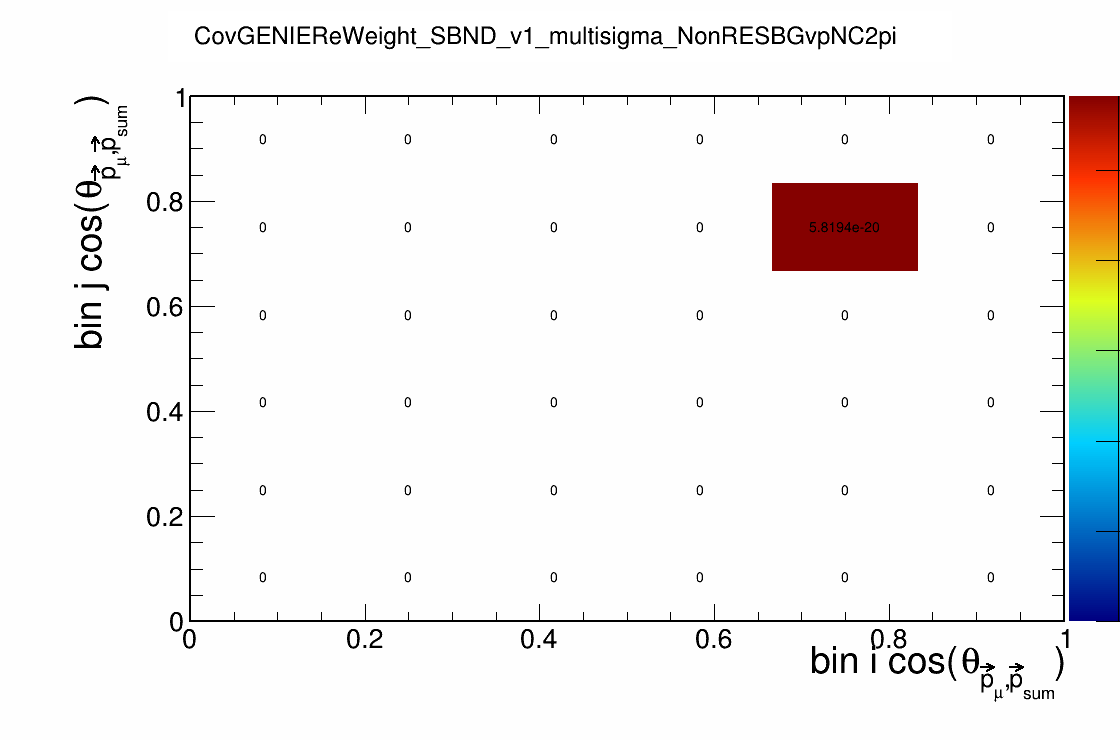 CovGENIEReWeight_SBND_v1_multisigma_NonRESBGvpNC2pi
bin j cos(θ p⃗μ,p⃗sum)
1
0 0 0 0 0 0
0.8
0 0 0 0 5.8194e-20 0
0.6
0 0 0 0 0 0
0.4
0 0 0 0 0 0
0.2
0 0 0 0 0 0
0 0 0 0 0 0
0
0 0.2 0.4 0.6 0.8 1
bin i cos(θ p⃗μ,p⃗sum)